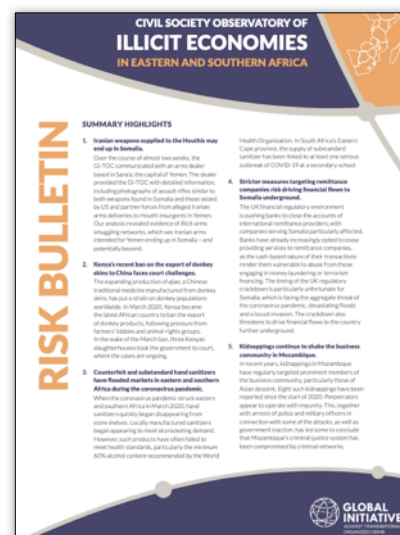 CIVIL SOCIETY OBSERVATORY OF
ILLICIT ECONOMIES
IN EASTERN AND SOUTHERN AFRICA
RISK BULLETIN
SUMMARY HIGHLIGHTS
1. Iranian weapons supplied to the Houthis may
end up in Somalia.
Over the course of almost two weeks, the
GI-TOC communicated with an arms dealer
based in Sana'a, the capital of Yemen. The dealer
provided the GI-TOC with detailed information,
including photographs of assault rifles similar to
both weapons found in Somalia and those seized
by US and partner forces from alleged Iranian
arms deliveries to Houthi insurgents in Yemen.
Our analysis revealed evidence of illicit-arms
smuggling networks, which see Iranian arms
intended for Yemen ending up in Somalia – and
potentially beyond.
2. Kenya's recent ban on the export of donkey
skins to China faces court challenges.
The expanding production of ejiao, a Chinese
traditional medicine manufactured from donkey
skins, has put a strain on donkey populations
worldwide. In March 2020, Kenya became
the latest African country to ban the export
of donkey products, following pressure from
farmers' lobbies and animal-rights groups.
In the wake of the March ban, three Kenyan
slaughterhouses took the government to court,
where the cases are ongoing.
3. Counterfeit and substandard hand sanitizers
have flooded markets in eastern and southern
Africa during the coronavirus pandemic.
When the coronavirus pandemic struck eastern
and southern Africa in March 2020, hand
sanitizers quickly began disappearing from
store shelves. Locally manufactured sanitizers
began appearing to meet skyrocketing demand.
However, such products have often failed to
meet health standards, particularly the minimum
60% alcohol content recommended by the World
Health Organization. In South Africa's Eastern
Cape province, the supply of substandard
sanitizer has been linked to at least one serious
outbreak of COVID-19 at a secondary school.
4. Stricter measures targeting remittance
companies risk driving financial flows to
Somalia underground.
The UK financial regulatory environment
is pushing banks to close the accounts of
international remittance providers, with
companies serving Somalia particularly affected.
Banks have already increasingly opted to cease
providing services to remittance companies,
as the cash-based nature of their transactions
render them vulnerable to abuse from those
engaging in money laundering or terrorism
financing. The timing of the UK regulatory
crackdown is particularly unfortunate for
Somalia, which is facing the aggregate threat of
the coronavirus pandemic, devastating floods
and a locust invasion. The crackdown also
threatens to drive financial flows to the country
further underground.
5. Kidnappings continue to shake the business
community in Mozambique.
In recent years, kidnappings in Mozambique
have regularly targeted prominent members of
the business community, particularly those of
Asian descent. Eight such kidnappings have been
reported since the start of 2020. Perpetrators
appear to operate with impunity. This, together
with arrests of police and military officers in
connection with some of the attacks, as well as
government inaction, has led some to conclude
that Mozambique's criminal-justice system has
been compromised by criminal networks.
GLOBAL
INITIATIVE
AGAINST TRANSNATIONAL
ORGANIZED CRIME